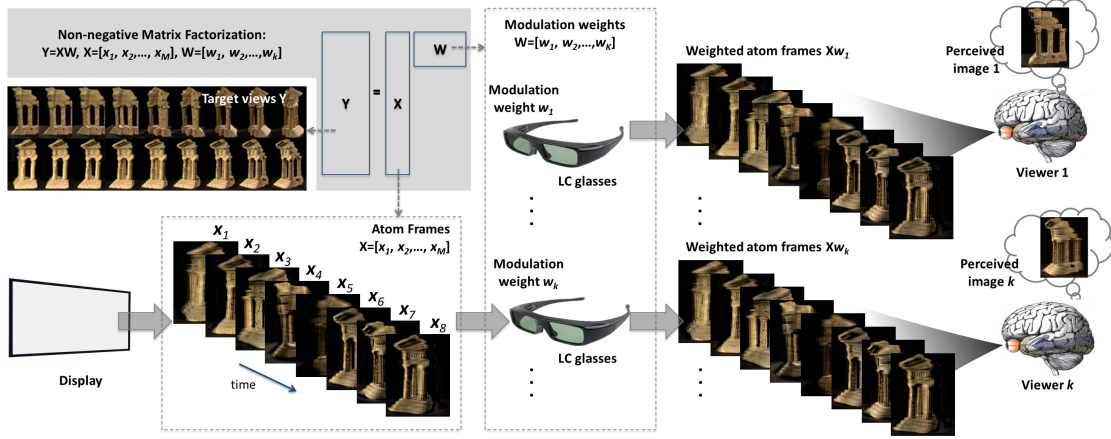 Non-negative Matrix Factorization:
Y=XW, X=[x1, x2,..., xM], W=[w1, w2,...,wk]
Target views Y
Y
=
X
W
Modulation weights
W=[w1, w2,...,wk]
Modulation
weight w1
LC glasses
Weighted atom frames Xw1
Perceived
image 1
Viewer 1
Atom Frames
X=[x1, x2,..., xM]
x1
x2
x3
x4
x5
x6
x7
x8
time
Display
Modulation
weight wk
LC glasses
Weighted atom frames Xwk
Perceived
image k
Viewer k